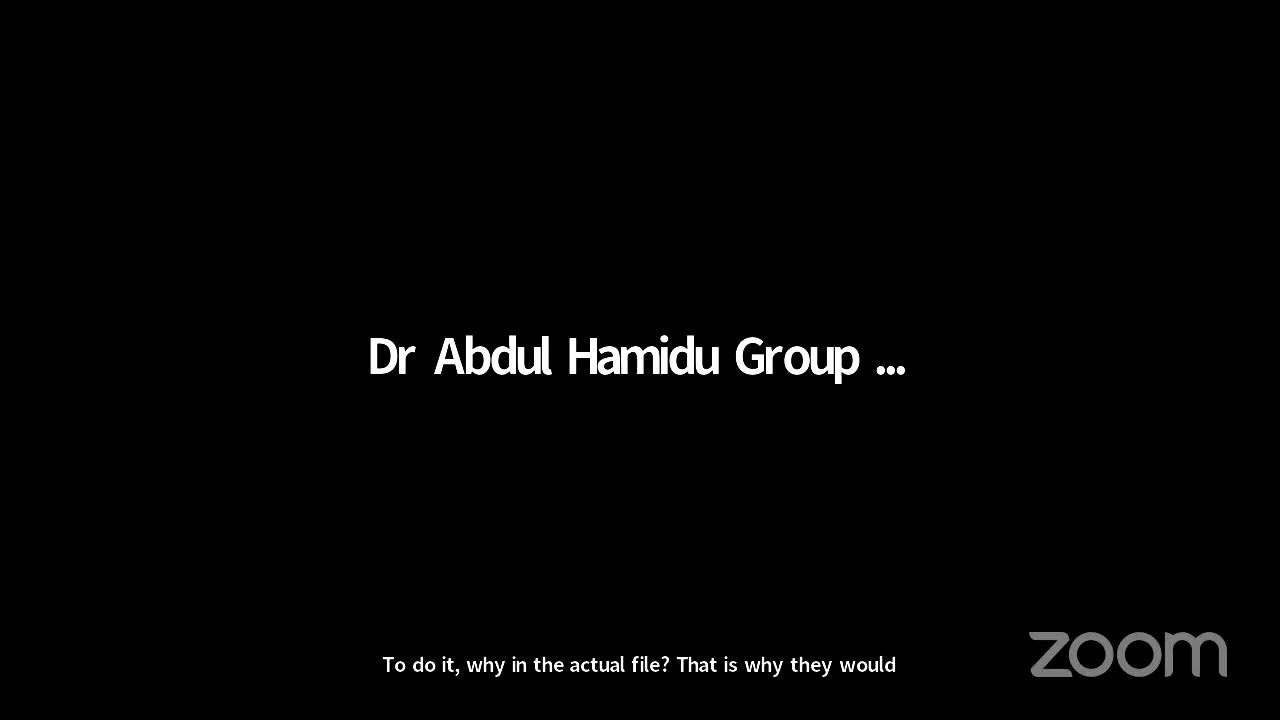 Dr Abdul Hamidu Group ...
To do it, why in the actual file? That is why they would
zoom